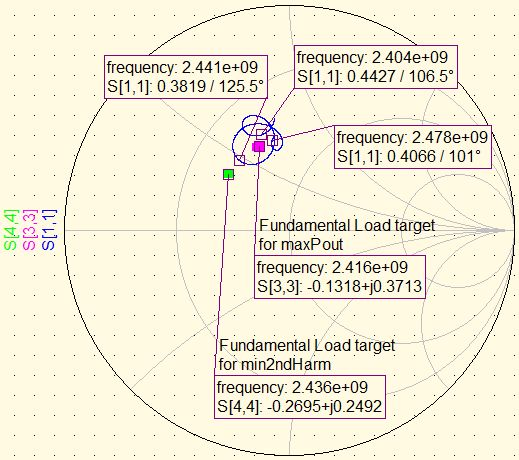 frequency: 2.404e+09
S[1,1]: 0.4427 / 106.5°
frequency: 2.441e+09
S[1,1]: 0.3819 / 125.5°
frequency: 2.478e+09
S[1,1]: 0.4066 / 101°
S[4,4]
S[3,3]
S[1,1]
Fundamental Load target
for maxPout
frequency: 2.416e+09
S[3,3]: -0.1318+j0.3713
Fundamental Load target
for min2ndHarm
frequency: 2.436e+09
S[4,4]: -0.2695+j0.2492